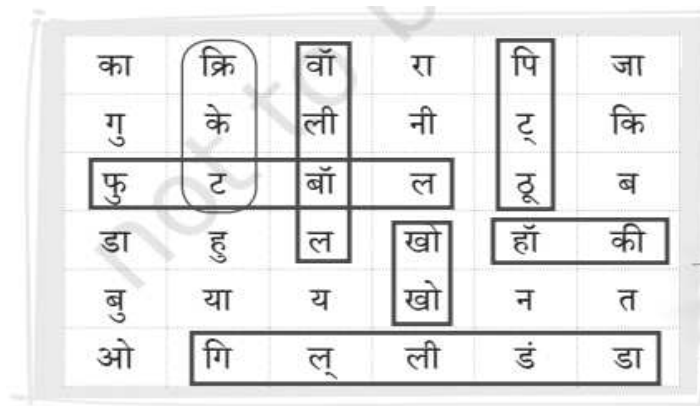 का क्रि वॉ रा पि जा
गु के ली नी ट् कि
फु ट बॉ ल ठू ब
डा हु ल खो हॉ की
बु या य खो न त
ओ गि ल् ली डं डा